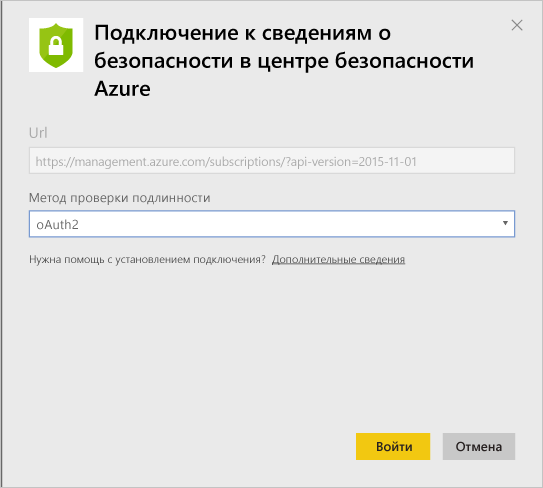 Подключение к сведениям о
безопасности в центре безопасности
Azure
Url
https://management.azure.com/subscriptions/?api-version=2015-11-01
Метод проверки подлинности
oAuth2
Нужна помощь с установлением подключения? Дополнительные сведения
Войти Отмена